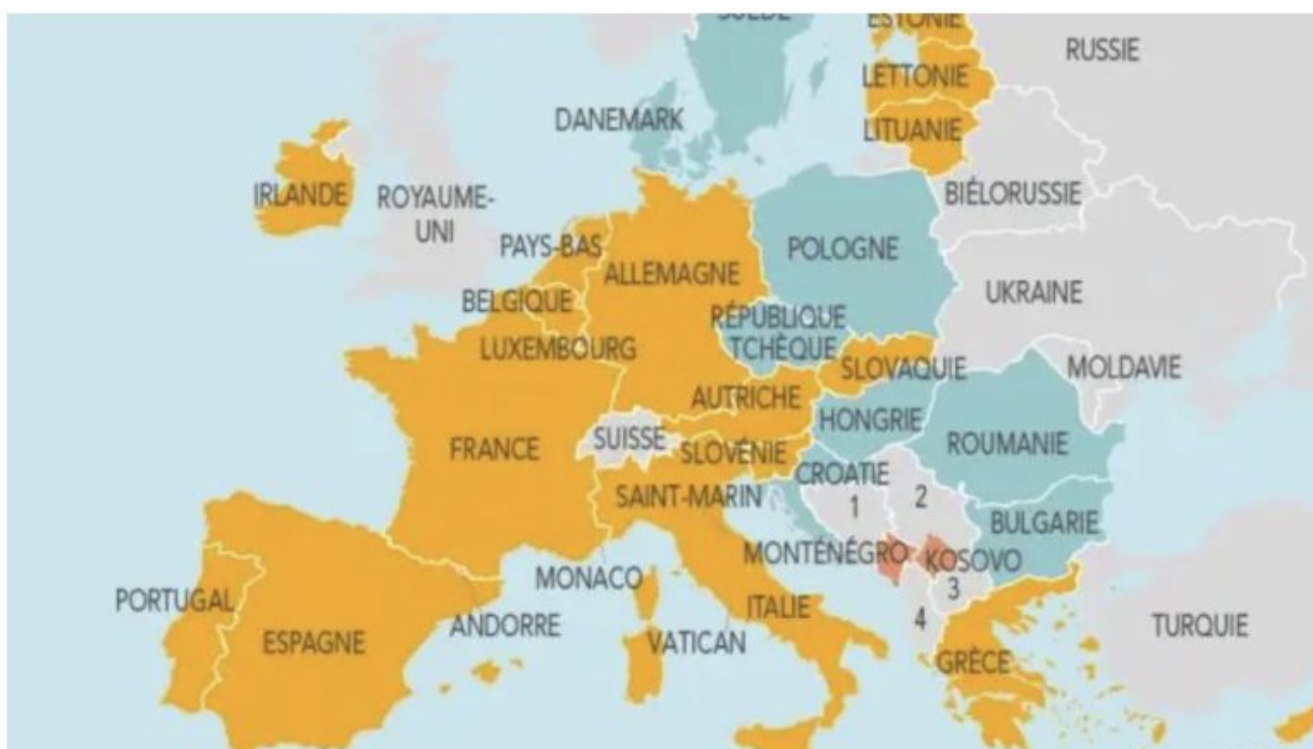 SUÈDE
ESTONIE
RUSSIE
LETTONIE
DANEMARK
LITUANIE
IRLANDE
ROYAUME-
UNI
BIÉLORUSSIE
PAYS-BAS
POLOGNE
ALLEMAGNE
UKRAINE
BELGIQUE
RÉPUBLIQUE
TCHÈQUE
LUXEMBOURG
SLOVAQUIE
MOLDAVIE
AUTRICHE
HONGRIE
FRANCE
SUISSE
SLOVÉNIE
ROUMANIE
CROATIE
SAINT-MARIN
1
2
BULGARIE
MONTÉNÉGRO
KOSOVO
MONACO
3
PORTUGAL
ANDORRE
ITALIE
4
ESPAGNE
VATICAN
TURQUIE
GRÈCE